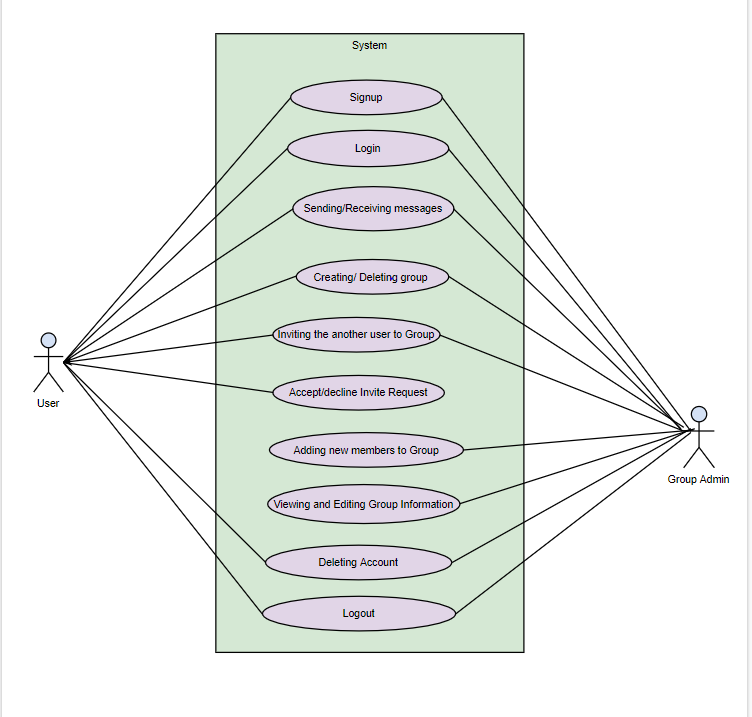 System
Signup
Login
Sending/Receiving messages
Creating/ Deleting group
Inviting the another user to Group
Accept/decline Invite Request
User
Adding new members to Group
Group Admin
Viewing and Editing Group Information
Deleting Account
Logout